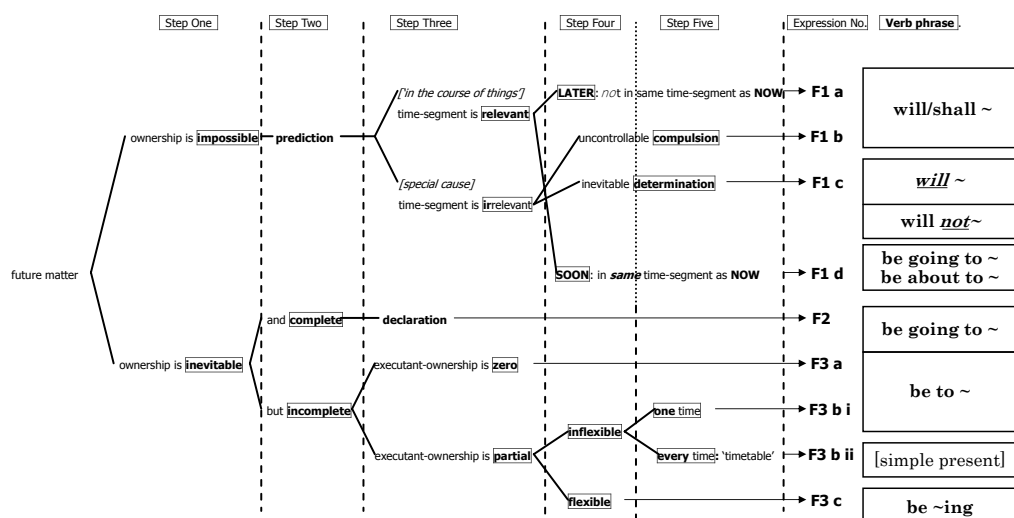 Step One Step Two Step Three Step Four Step Five Expression No. Verb phrase.
['in the course of things']
time-segment is relevant
LATER: not in same time-segment as NOW
F1 a
will/shall ~
ownership is impossible
prediction
uncontrollable compulsion
F1 b
[special cause]
time-segment is irrelevant
inevitable determination
F1 c
will ~
will not~
future matter
SOON: in same time-segment as NOW
F1 d
be going to ~
be about to ~
and complete
declaration
F2
be going to ~
ownership is inevitable
executant-ownership is zero
F3 a
be to ~
but incomplete
one time
F3 b i
inflexible
executant-ownership is partial
every time: 'timetable'
F3 b ii
[simple present]
flexible
F3 c
be ~ing